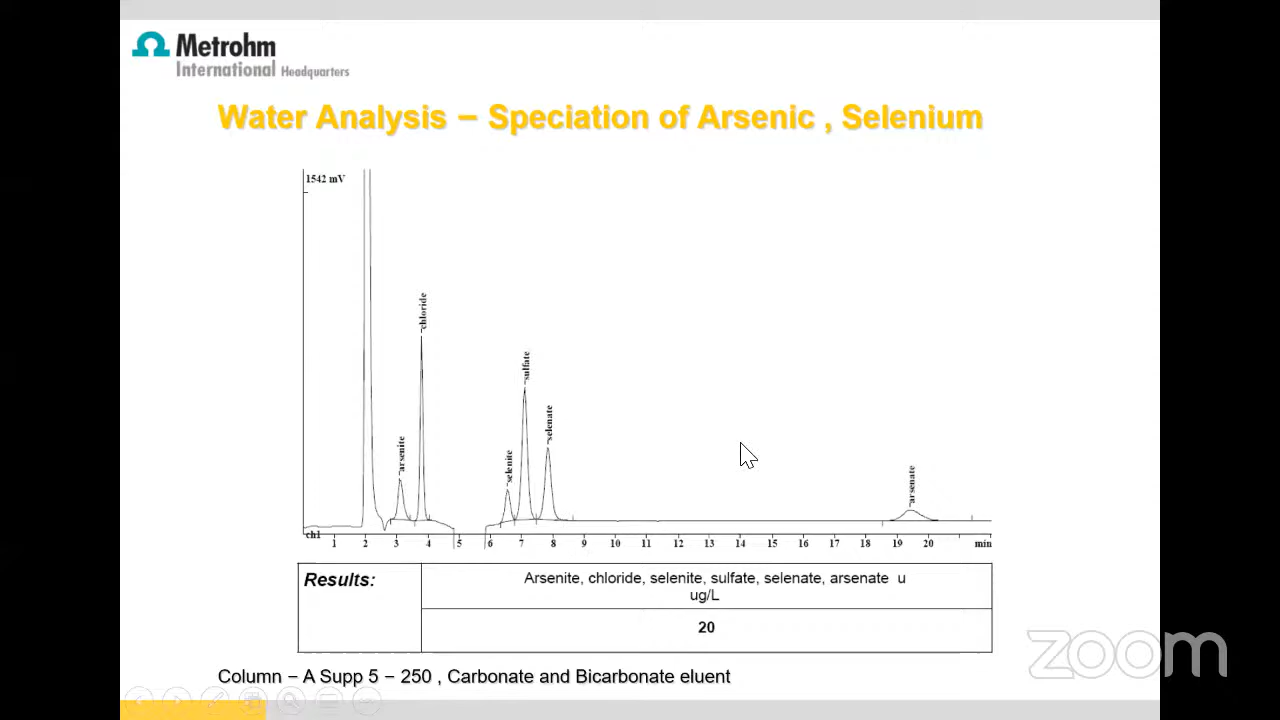 Metrohm
International Headquarters
Water Analysis – Speciation of Arsenic , Selenium
1542 mV
chloride
sulfate
selenate
arsenite
selenite
arsenate
ch1
1 2 3 4 5 6 7 8 9 10 11 12 13 14 15 16 17 18 19 20 min
Results:
Arsenite, chloride, selenite, sulfate, selenate, arsenate u
ug/L
20
Column – A Supp 5 – 250 , Carbonate and Bicarbonate eluent
zoom